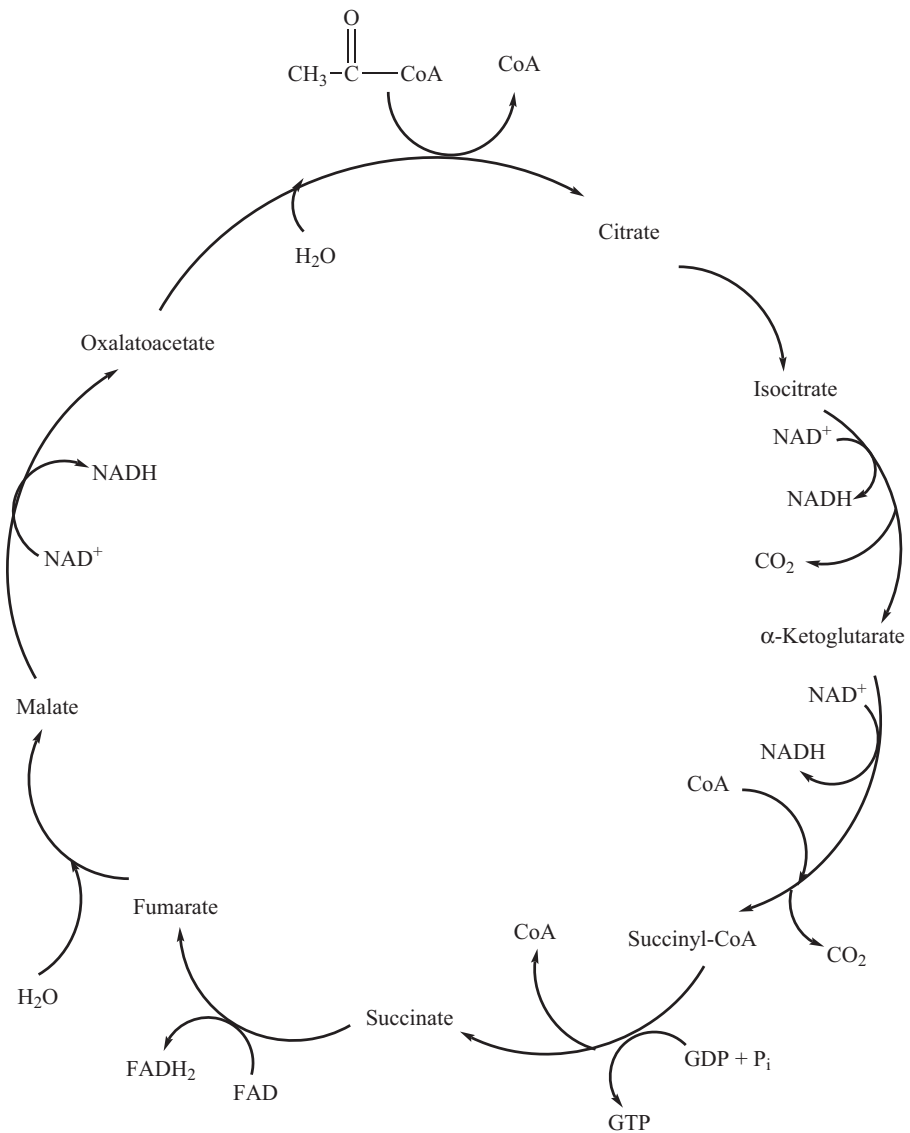 O
CH3–C—CoA
CoA
Citrate
H2O
Oxalatoacetate
Isocitrate
NAD+
NADH
NADH
NAD+
CO2
α-Ketoglutarate
NAD+
Malate
NADH
CoA
Fumarate
CoA
Succinyl-CoA
CO2
H2O
Succinate
GDP + Pi
FADH2
FAD
GTP